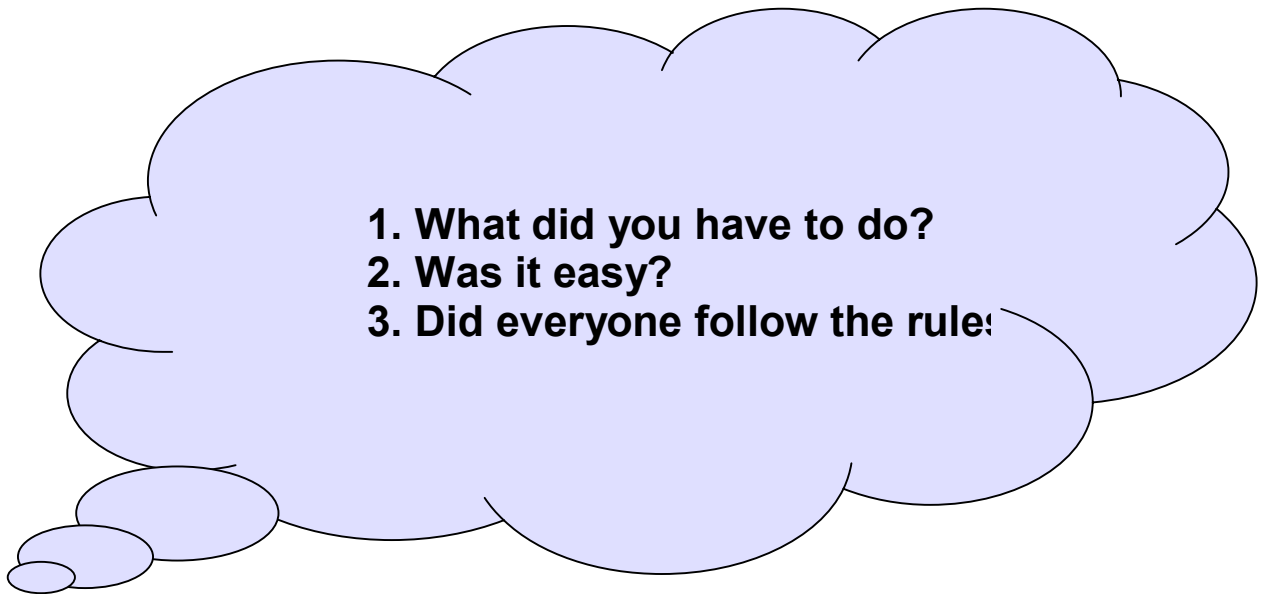 1. What did you have to do?
2. Was it easy?
3. Did everyone follow the rules